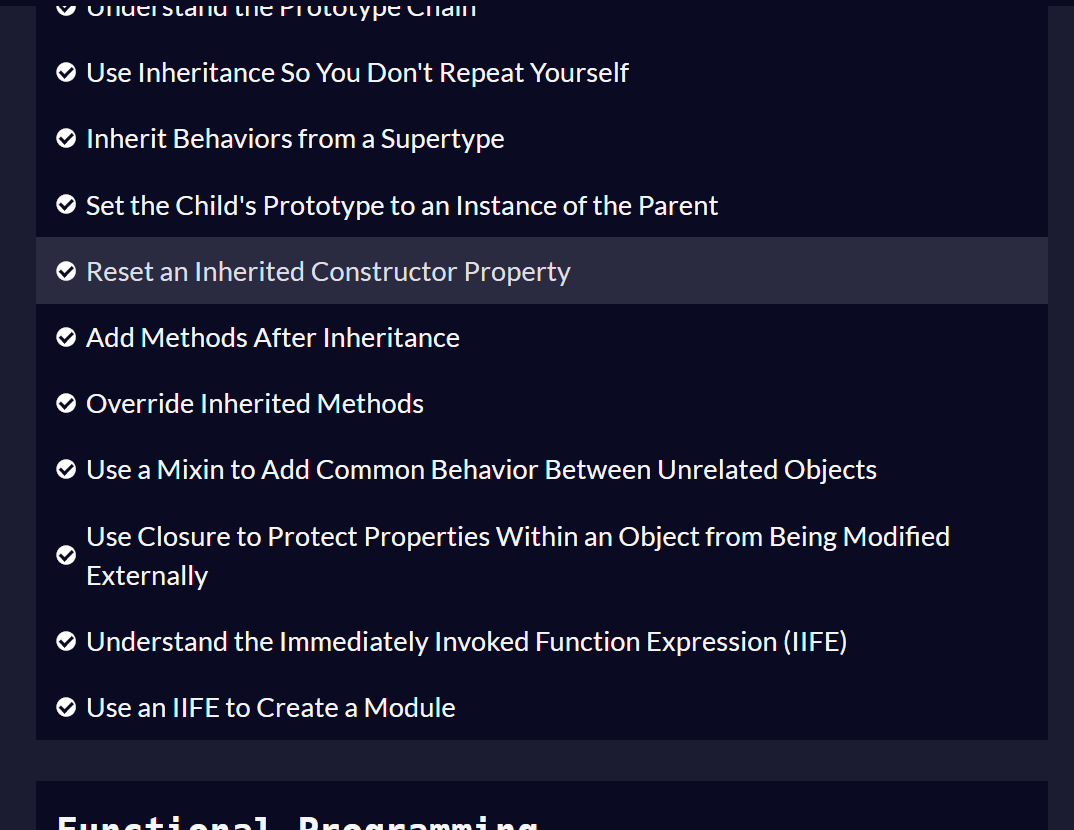 Understand the Prototype Chain
Use Inheritance So You Don't Repeat Yourself
Inherit Behaviors from a Supertype
Set the Child's Prototype to an Instance of the Parent
Reset an Inherited Constructor Property
Add Methods After Inheritance
Override Inherited Methods
Use a Mixin to Add Common Behavior Between Unrelated Objects
Use Closure to Protect Properties Within an Object from Being Modified
Externally
Understand the Immediately Invoked Function Expression (IIFE)
Use an IIFE to Create a Module
Functional Programming